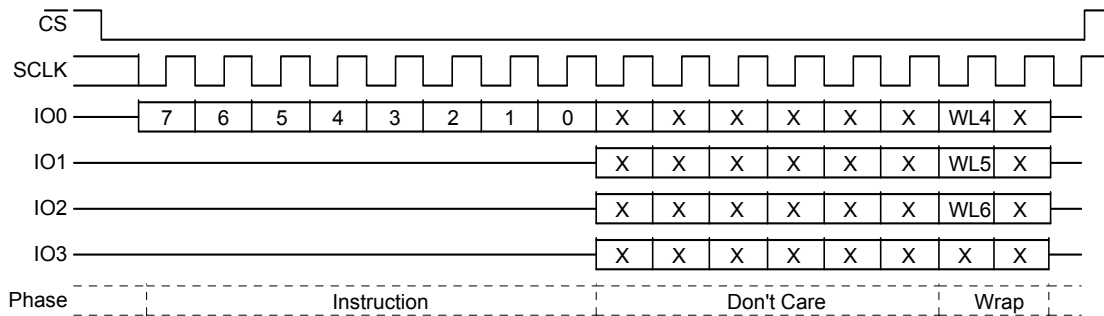 CS
SCLK
IO0 7 6 5 4 3 2 1 0 X X X X X X WL4 X
IO1 X X X X X X WL5 X
IO2 X X X X X X WL6 X
IO3 X X X X X X X X
Phase Instruction Don't Care Wrap